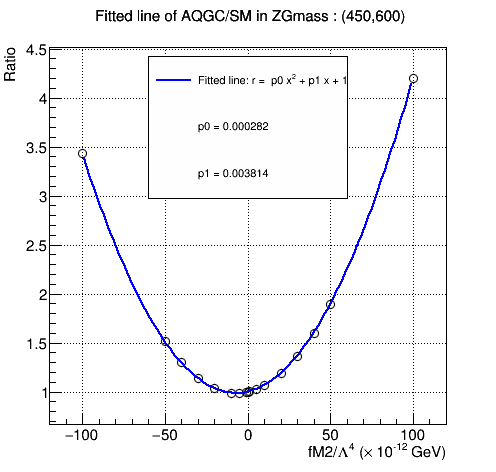 Fitted line of AQGC/SM in ZGmass : (450,600)
Ratio
4.5
4
3.5
3
2.5
2
1.5
1
Fitted line: r = p0 x² + p1 x + 1
p0 = 0.000282
p1 = 0.003814
−100 −50 0 50 100
fM2/Λ⁴ (× 10⁻¹² GeV)